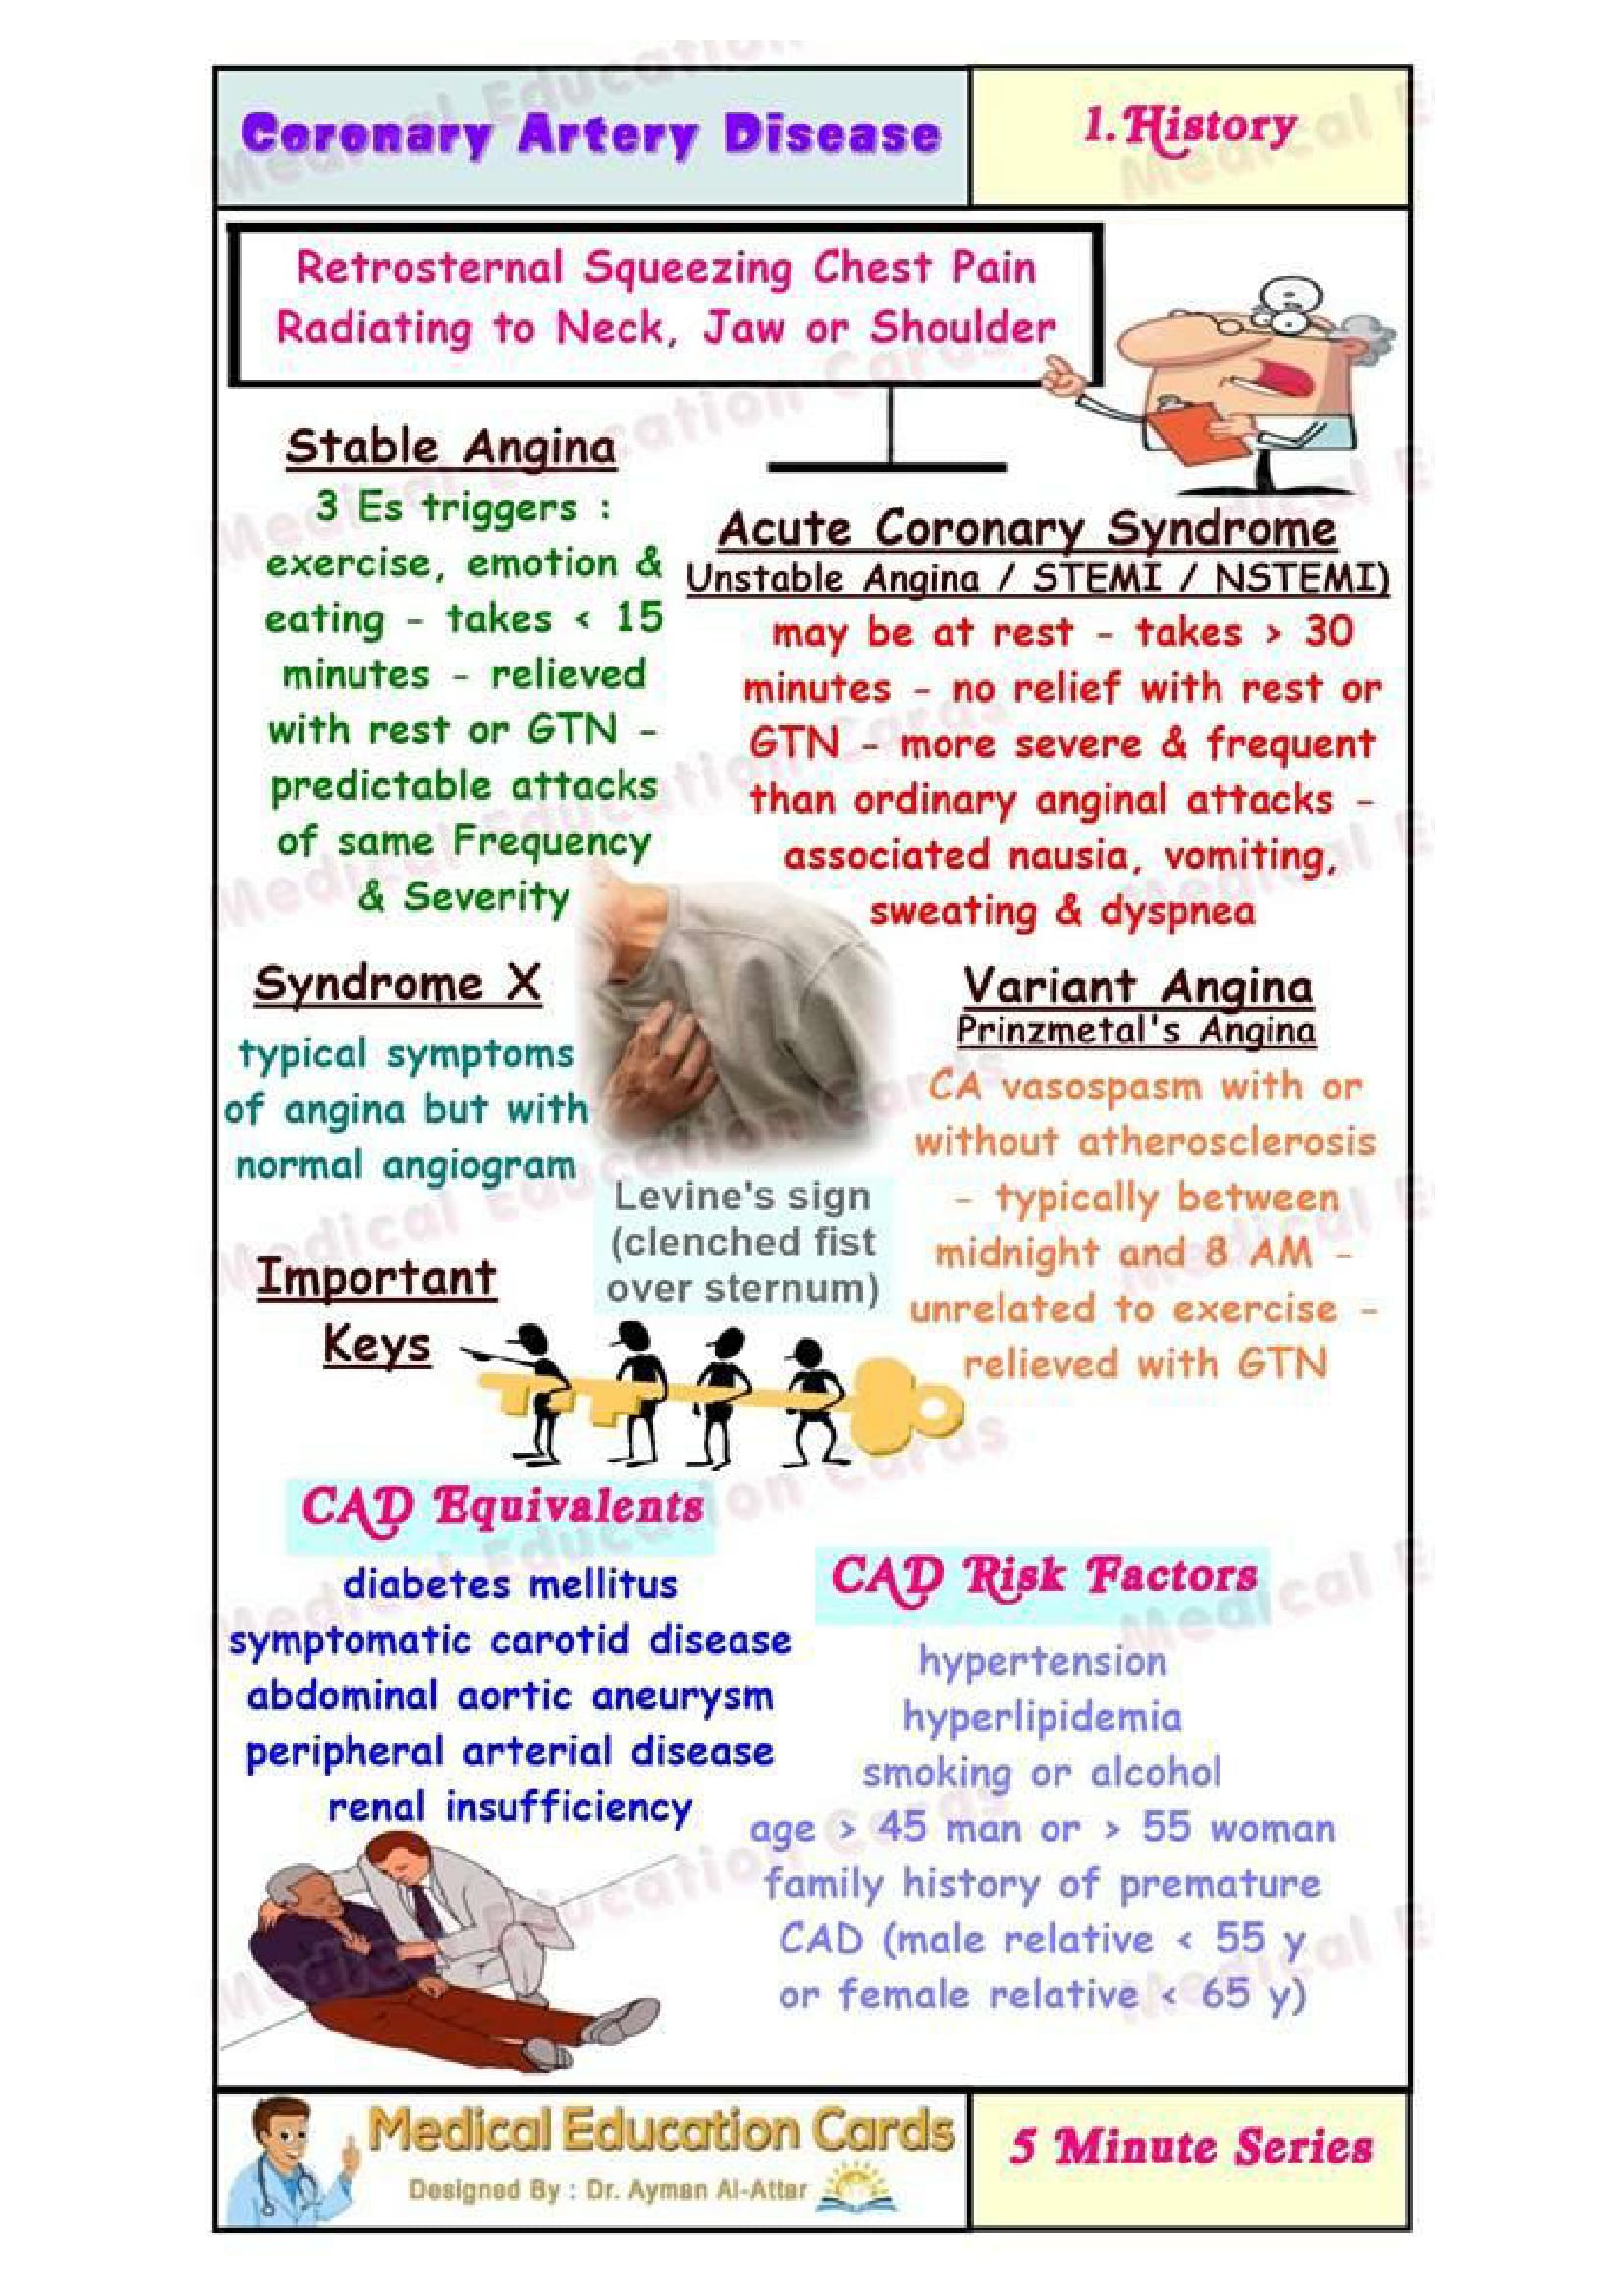 Coronary Artery Disease
1. History
Retrosternal Squeezing Chest Pain
Radiating to Neck, Jaw or Shoulder
Stable Angina
3 Es triggers :
exercise, emotion &
eating - takes < 15
minutes - relieved
with rest or GTN -
predictable attacks
of same Frequency
& Severity
Acute Coronary Syndrome
Unstable Angina / STEMI / NSTEMI)
may be at rest - takes > 30
minutes - no relief with rest or
GTN - more severe & frequent
than ordinary anginal attacks -
associated nausia, vomiting,
sweating & dyspnea
Syndrome X
typical symptoms
of angina but with
normal angiogram
Levine's sign
(clenched fist
over sternum)
Variant Angina
Prinzmetal's Angina
CA vasospasm with or
without atherosclerosis
- typically between
midnight and 8 AM -
unrelated to exercise -
relieved with GTN
Important
Keys
CAD Equivalents
diabetes mellitus
symptomatic carotid disease
abdominal aortic aneurysm
peripheral arterial disease
renal insufficiency
CAD Risk Factors
hypertension
hyperlipidemia
smoking or alcohol
age > 45 man or > 55 woman
family history of premature
CAD (male relative < 55 y
or female relative < 65 y)
Medical Education Cards
Designed By : Dr. Ayman Al-Attar
5 Minute Series